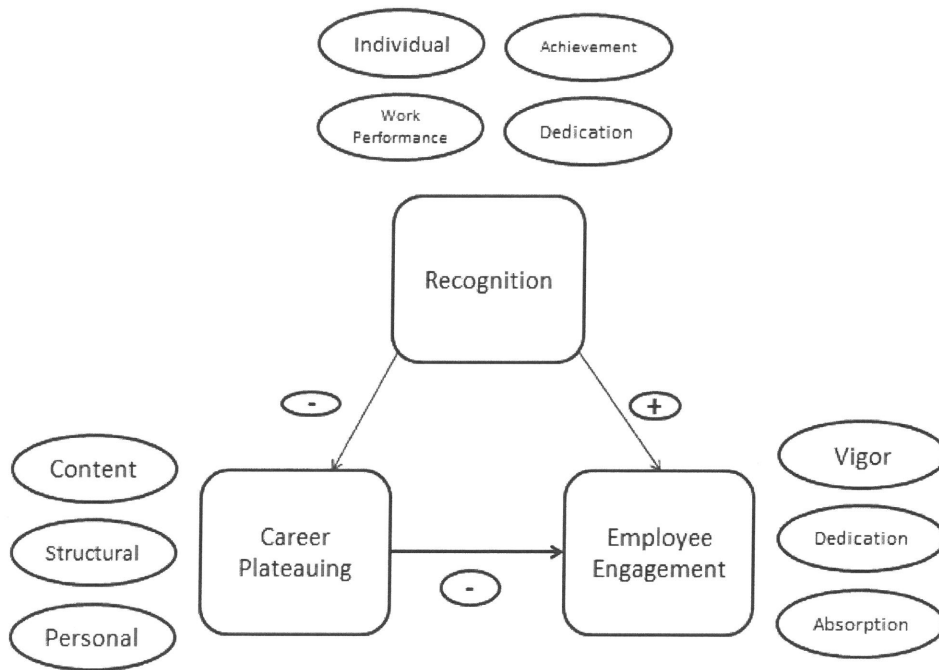 Individual
Achievement
Work
Performance
Dedication
Recognition
-
+
Content
Structural
Personal
Career
Plateauing
-
Employee
Engagement
Vigor
Dedication
Absorption